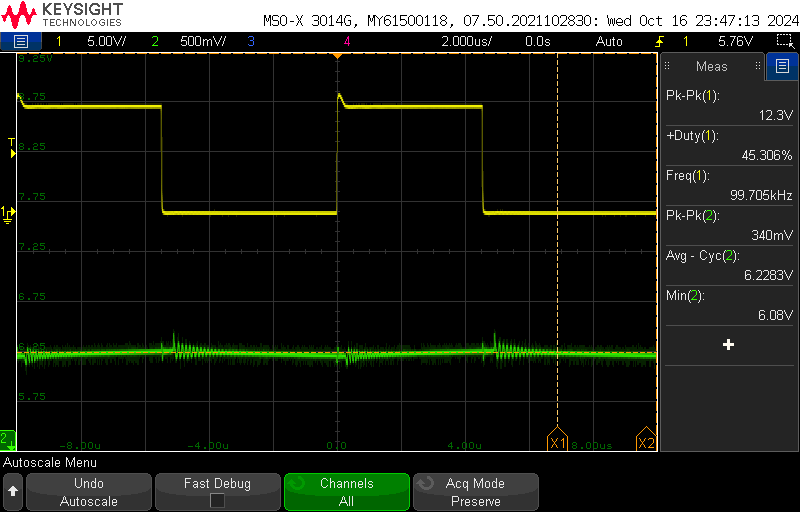 KEYSIGHT
TECHNOLOGIES
MSO-X 3014G, MY61500118, 07.50.2021102830: Wed Oct 16 23:47:13 2024
1 5.00V/ 2 500mV/ 3 4 2.000us/ 0.0s Auto 1 5.76V
9.25V
8.75
8.25
7.75
7.25
6.75
6.25
5.75
T
1
2
-8.00u -4.00u 0.0 4.00u 8.00u
X1 X2
Meas
Pk-Pk(1):
12.3V
+Duty(1):
45.306%
Freq(1):
99.705kHz
Pk-Pk(2):
340mV
Avg - Cyc(2):
6.2283V
Min(2):
6.08V
Autoscale Menu
Undo
Autoscale
Fast Debug
Channels
All
Acq Mode
Preserve